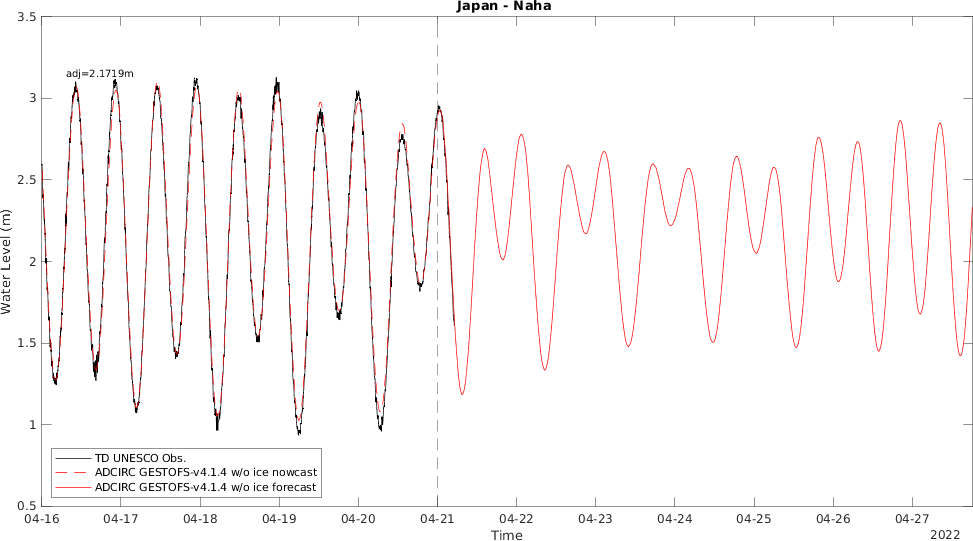 Japan - Naha
3.5
3
2.5
2
1.5
1
0.5
Water Level (m)
adj=2.1719m
TD UNESCO Obs.
ADCIRC GESTOFS-v4.1.4 w/o ice nowcast
ADCIRC GESTOFS-v4.1.4 w/o ice forecast
04-16 04-17 04-18 04-19 04-20 04-21 04-22 04-23 04-24 04-25 04-26 04-27
Time
2022